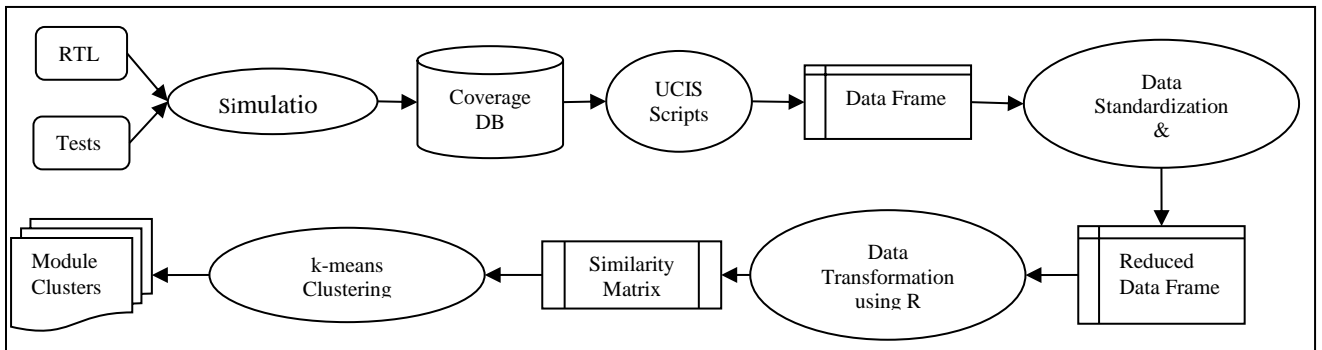 RTL
Tests
Simulatio
Coverage
DB
UCIS
Scripts
Data Frame
Data
Standardization
&
Reduced
Data Frame
Data
Transformation
using R
Similarity
Matrix
k-means
Clustering
Module
Clusters